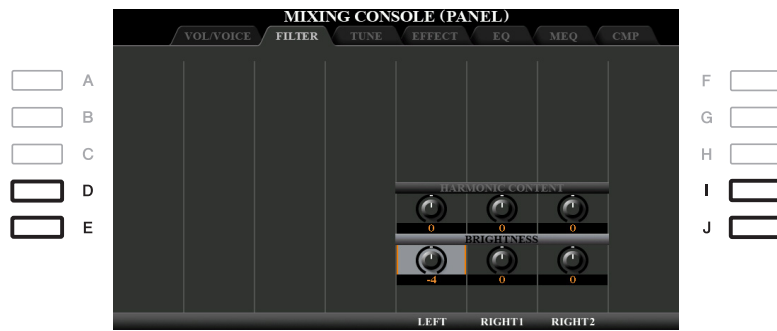 MIXING CONSOLE (PANEL)
VOL/VOICE FILTER TUNE EFFECT EQ MEQ CMP
A
B
C
D
E
F
G
H
I
J
HARMONIC CONTENT
0 0 0
BRIGHTNESS
-4 0 0
LEFT RIGHT1 RIGHT2